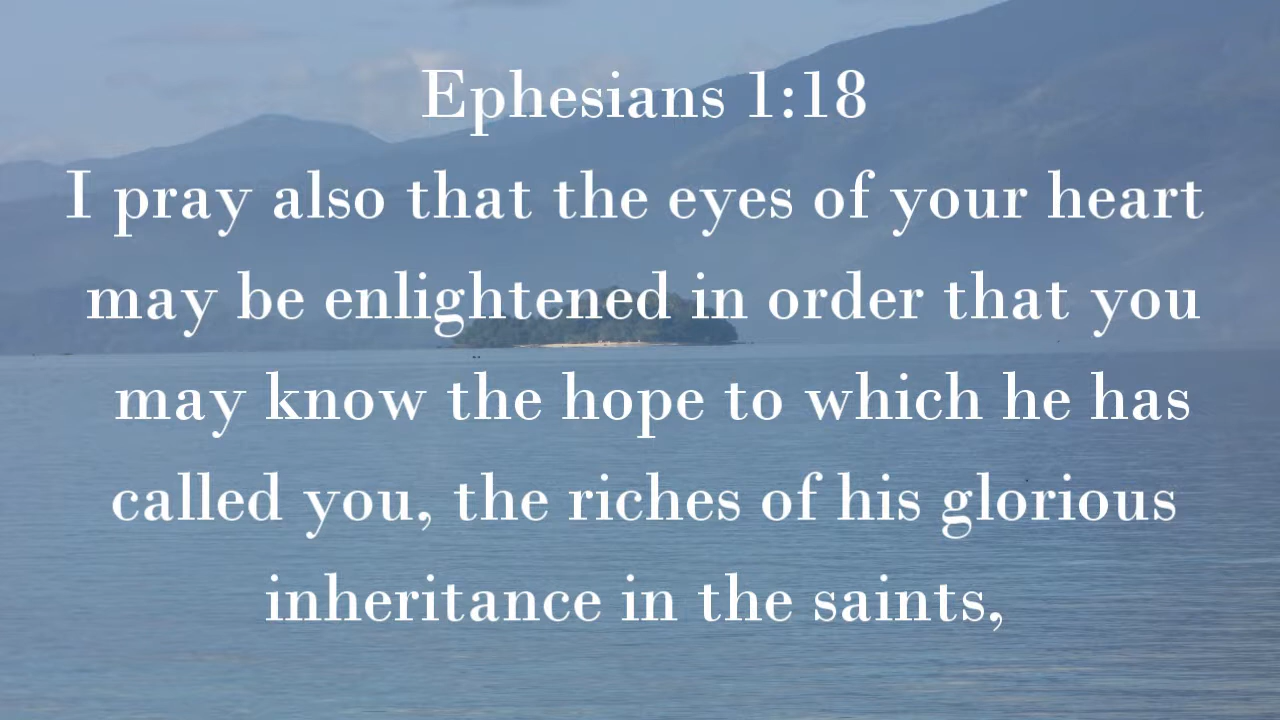 Ephesians 1:18
I pray also that the eyes of your heart
may be enlightened in order that you
may know the hope to which he has
called you, the riches of his glorious
inheritance in the saints,